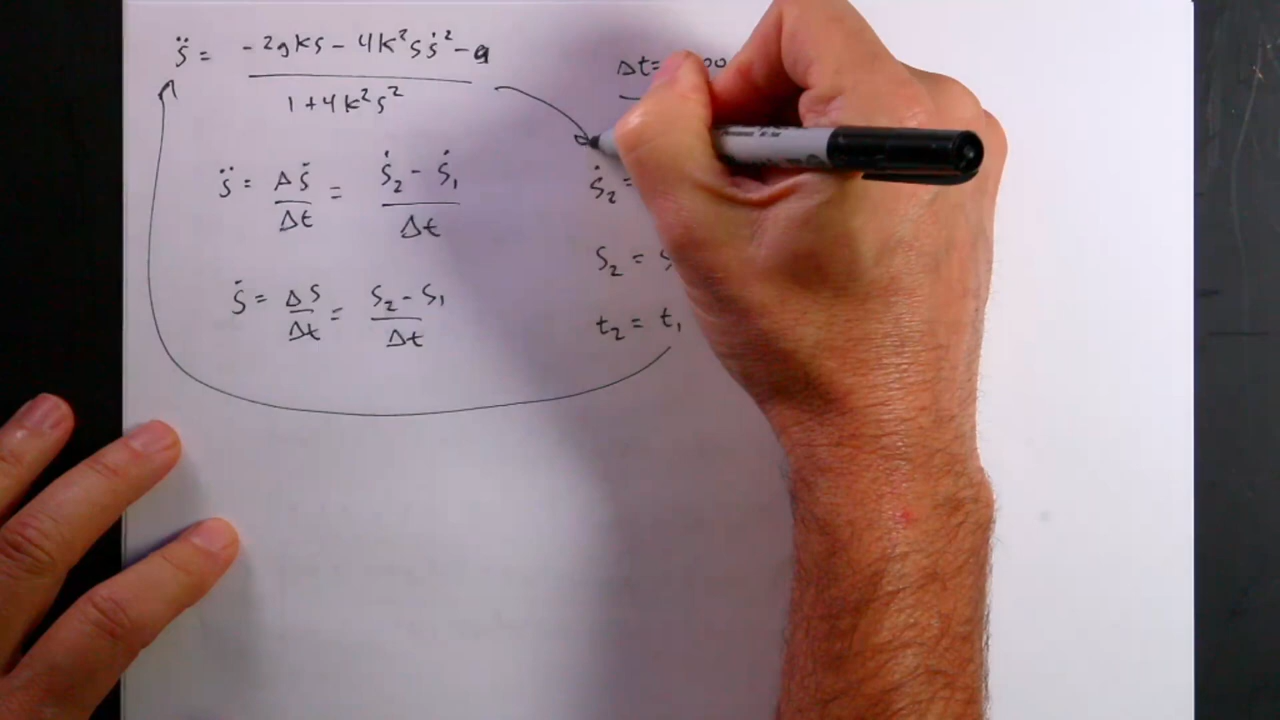 s̈ = (-2gks - 4k²sṡ² - a) / (1 + 4k²s²)
Δt=
s̈ = Δṡ/Δt = (ṡ₂ - ṡ₁)/Δt
ṡ₂ =
s₂ = s
ṡ = Δs/Δt = (s₂ - s₁)/Δt
t₂ = t₁